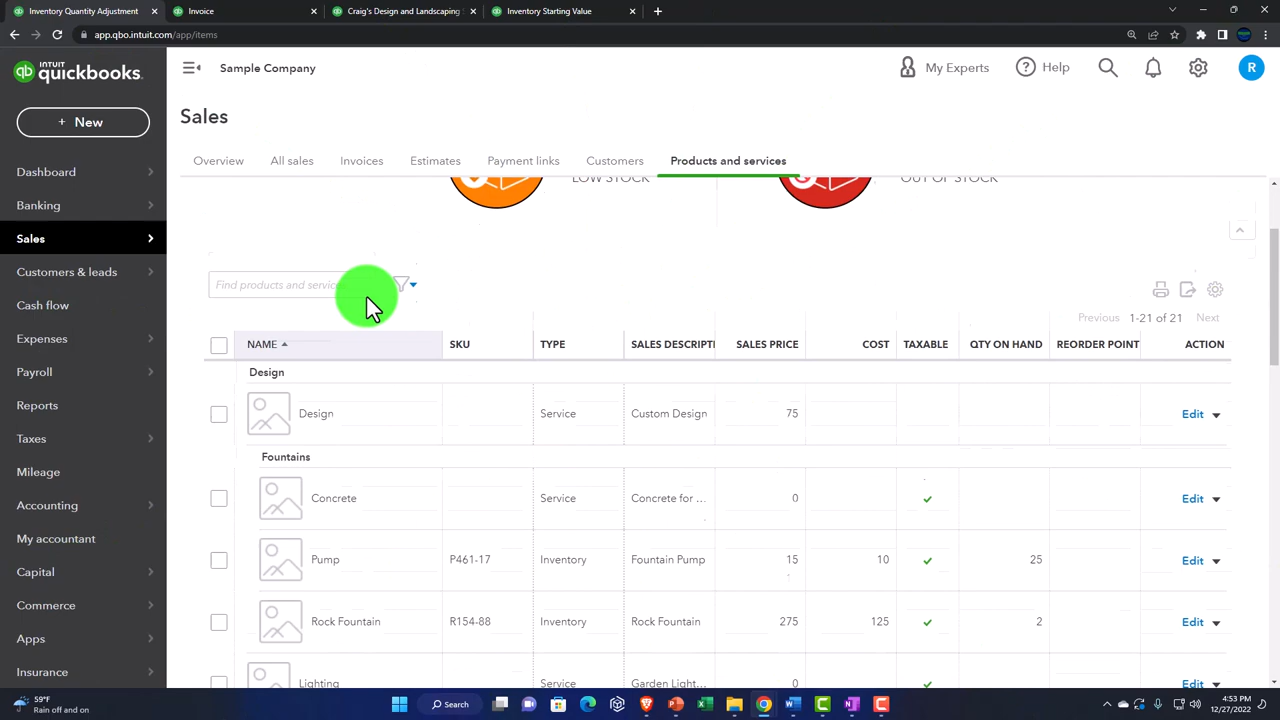 Inventory Quantity Adjustment
Invoice
Craig's Design and Landscaping
Inventory Starting Value
app.qbo.intuit.com/app/items
INTUIT
quickbooks.
Sample Company
My Experts
Help
R
+ New
Sales
Overview
All sales
Invoices
Estimates
Payment links
Customers
Products and services
Dashboard
Banking
Sales
Customers & leads
Cash flow
Expenses
Payroll
Reports
Taxes
Mileage
Accounting
My accountant
Capital
Commerce
Apps
Insurance
LOW STOCK
OUT OF STOCK
Find products and service
Previous 1-21 of 21 Next
NAME SKU TYPE SALES DESCRIPTI SALES PRICE COST TAXABLE QTY ON HAND REORDER POINT ACTION
Design
Design Service Custom Design 75 Edit
Fountains
Concrete Service Concrete for ... 0 Edit
Pump P461-17 Inventory Fountain Pump 15 10 25 Edit
Rock Fountain R154-88 Inventory Rock Fountain 275 125 2 Edit
Lighting Service Garden Light... 0 Edit
59°F
Rain off and on
Search
4:53 PM
12/27/2022